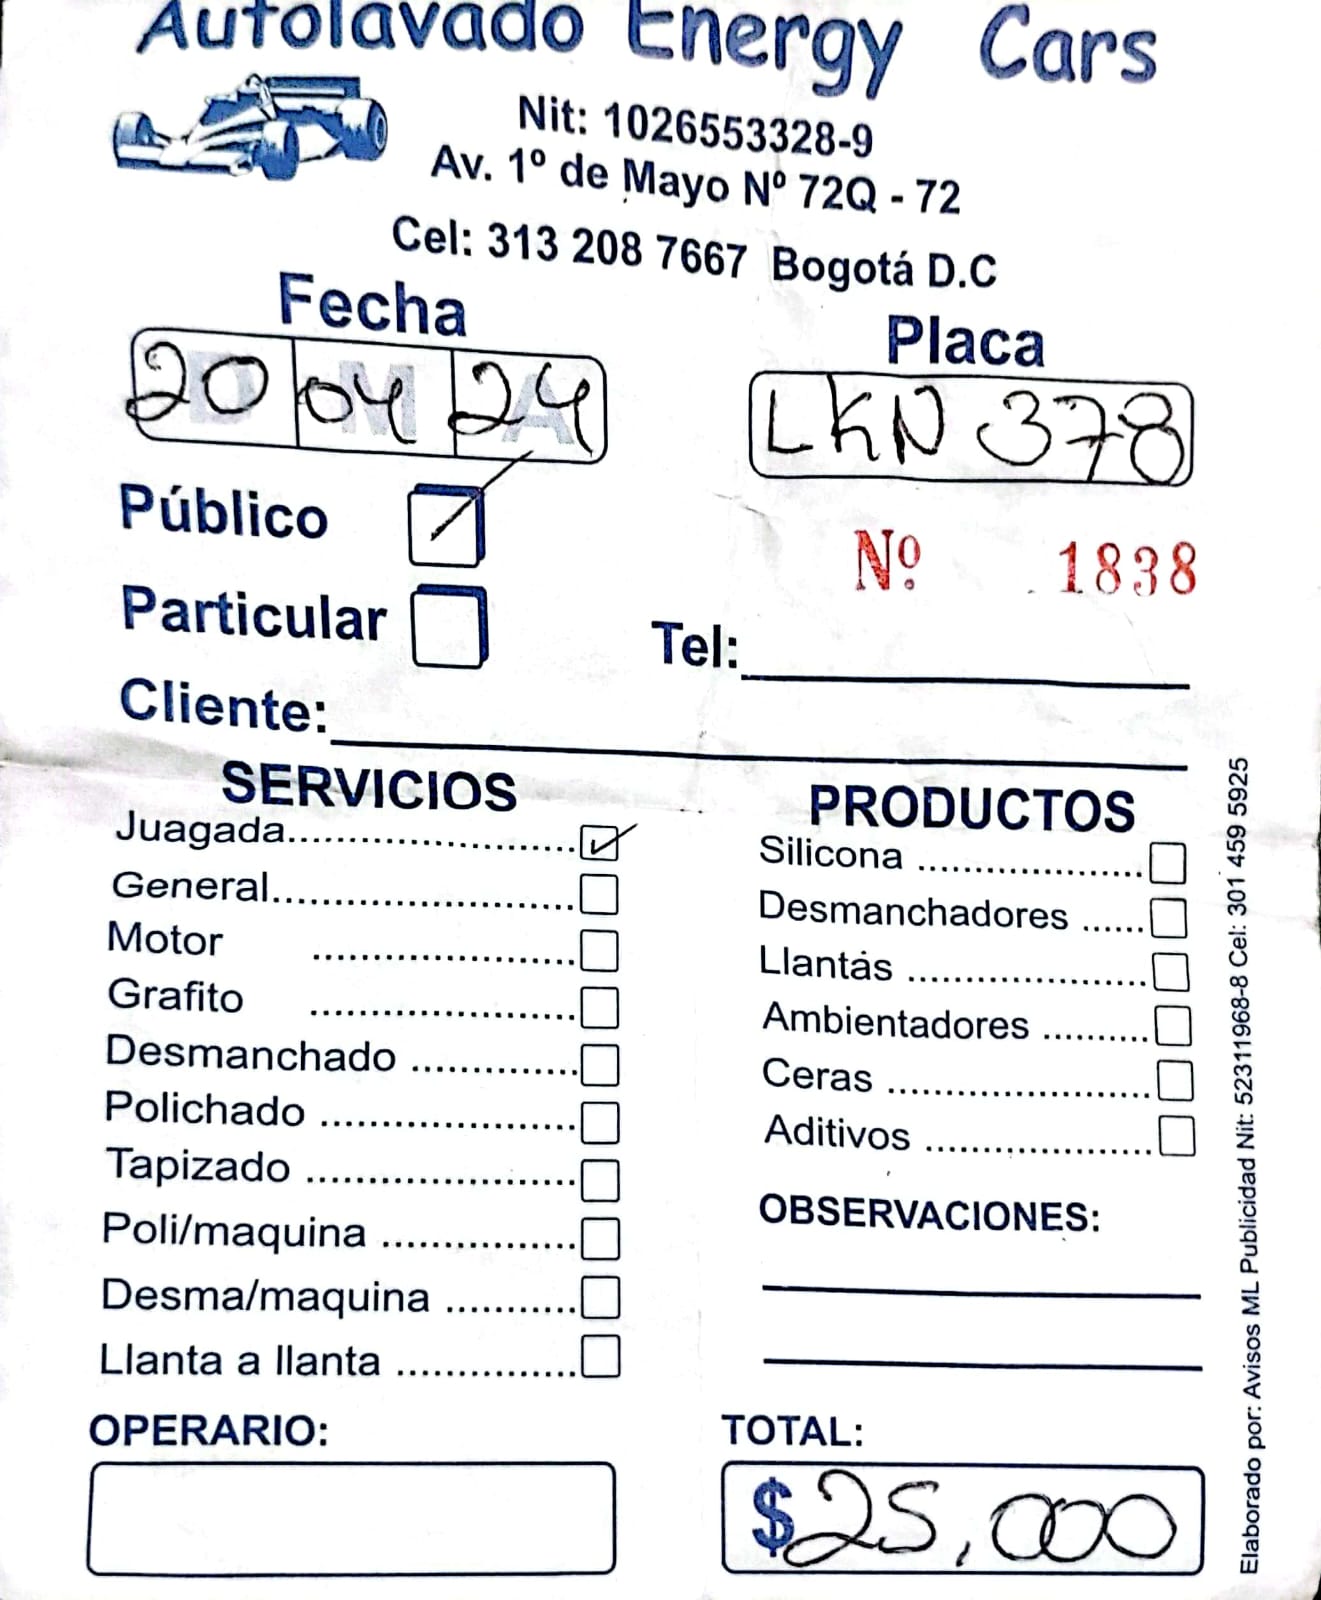 Autolavado Energy Cars
Nit: 1026553328-9
Av. 1º de Mayo Nº 72Q - 72
Cel: 313 208 7667 Bogotá D.C
Fecha
20 04 24
Placa
LKN 378
Público
Nº 1838
Particular
Tel:
Cliente:
SERVICIOS
Juagada
General
Motor
Grafito
Desmanchado
Polichado
Tapizado
Poli/maquina
Desma/maquina
Llanta a llanta
OPERARIO:
PRODUCTOS
Silicona
Desmanchadores
Llantás
Ambientadores
Ceras
Aditivos
OBSERVACIONES:
TOTAL:
$25,000
Elaborado por: Avisos ML Publicidad Nit: 52311968-8 Cel: 301 459 5925